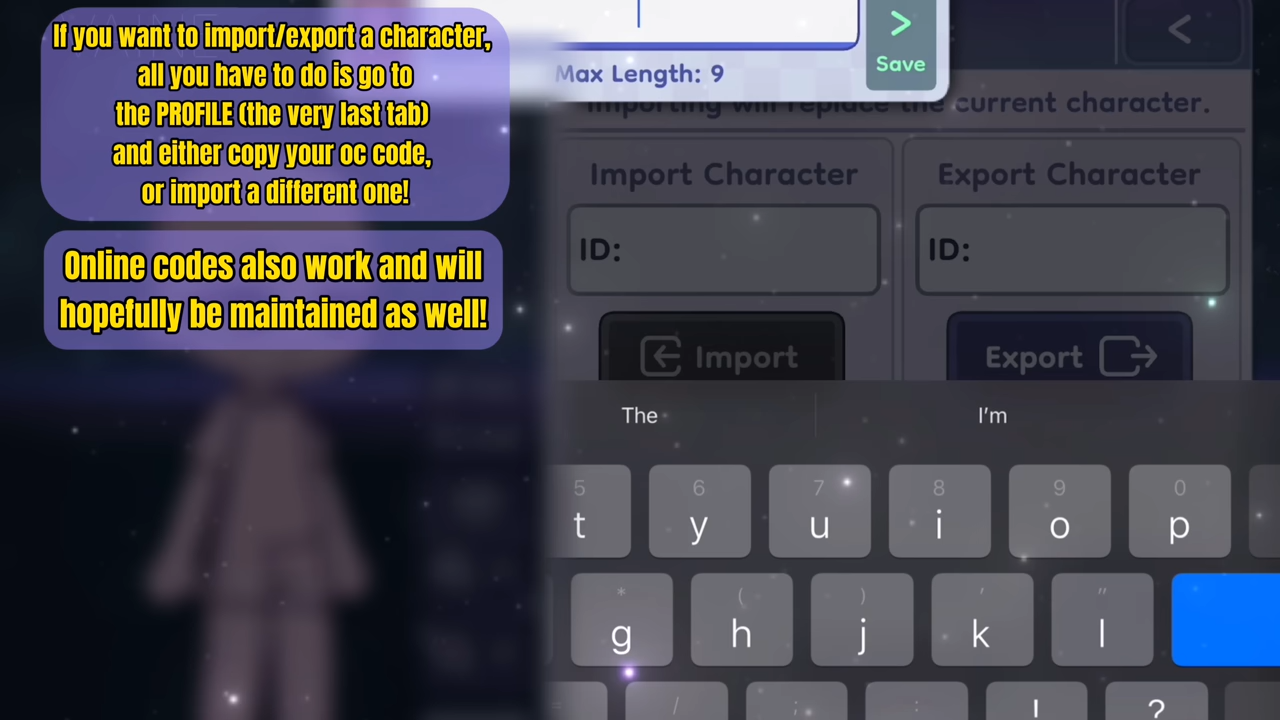 If you want to import/export a character,
all you have to do is go to
the PROFILE (the very last tab)
and either copy your oc code,
or import a different one!
Online codes also work and will
hopefully be maintained as well!
>
Save
Max Length: 9
<
Importing will replace the current character.
Import Character
Export Character
ID:
ID:
Import
Export
The
I'm
5 6 7 8 9 0
t y u i o p
* ( ) ' "
g h j k l
= / ; : ! ?